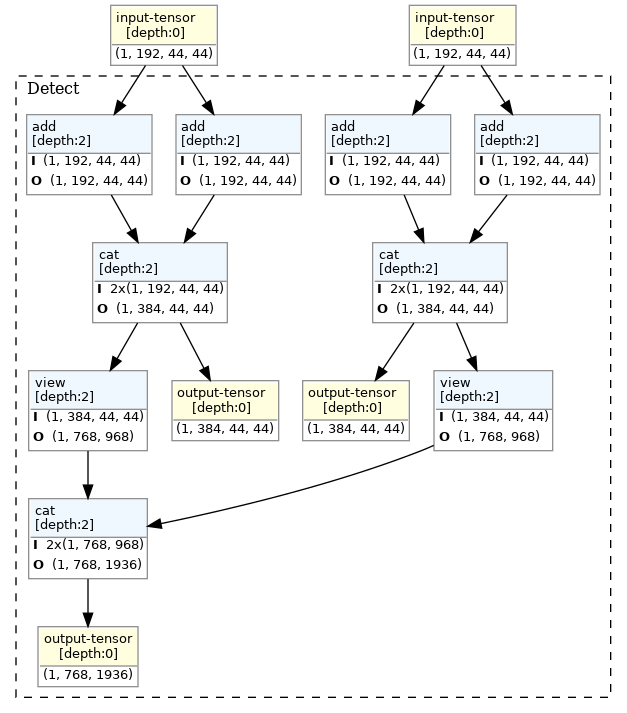 input-tensor
[depth:0]
(1, 192, 44, 44)
input-tensor
[depth:0]
(1, 192, 44, 44)
Detect
add
[depth:2]
I (1, 192, 44, 44)
O (1, 192, 44, 44)
add
[depth:2]
I (1, 192, 44, 44)
O (1, 192, 44, 44)
add
[depth:2]
I (1, 192, 44, 44)
O (1, 192, 44, 44)
add
[depth:2]
I (1, 192, 44, 44)
O (1, 192, 44, 44)
cat
[depth:2]
I 2x(1, 192, 44, 44)
O (1, 384, 44, 44)
cat
[depth:2]
I 2x(1, 192, 44, 44)
O (1, 384, 44, 44)
view
[depth:2]
I (1, 384, 44, 44)
O (1, 768, 968)
output-tensor
[depth:0]
(1, 384, 44, 44)
output-tensor
[depth:0]
(1, 384, 44, 44)
view
[depth:2]
I (1, 384, 44, 44)
O (1, 768, 968)
cat
[depth:2]
I 2x(1, 768, 968)
O (1, 768, 1936)
output-tensor
[depth:0]
(1, 768, 1936)